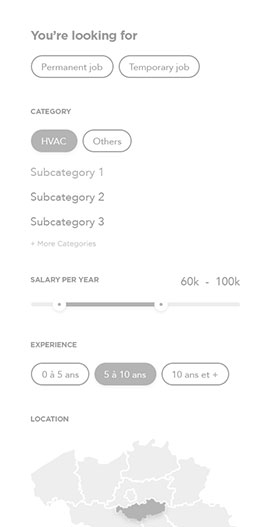 You're looking for
Permanent job Temporary job
CATEGORY
HVAC Others
Subcategory 1
Subcategory 2
Subcategory 3
+ More Categories
SALARY PER YEAR 60k - 100k
EXPERIENCE
0 à 5 ans 5 à 10 ans 10 ans et +
LOCATION